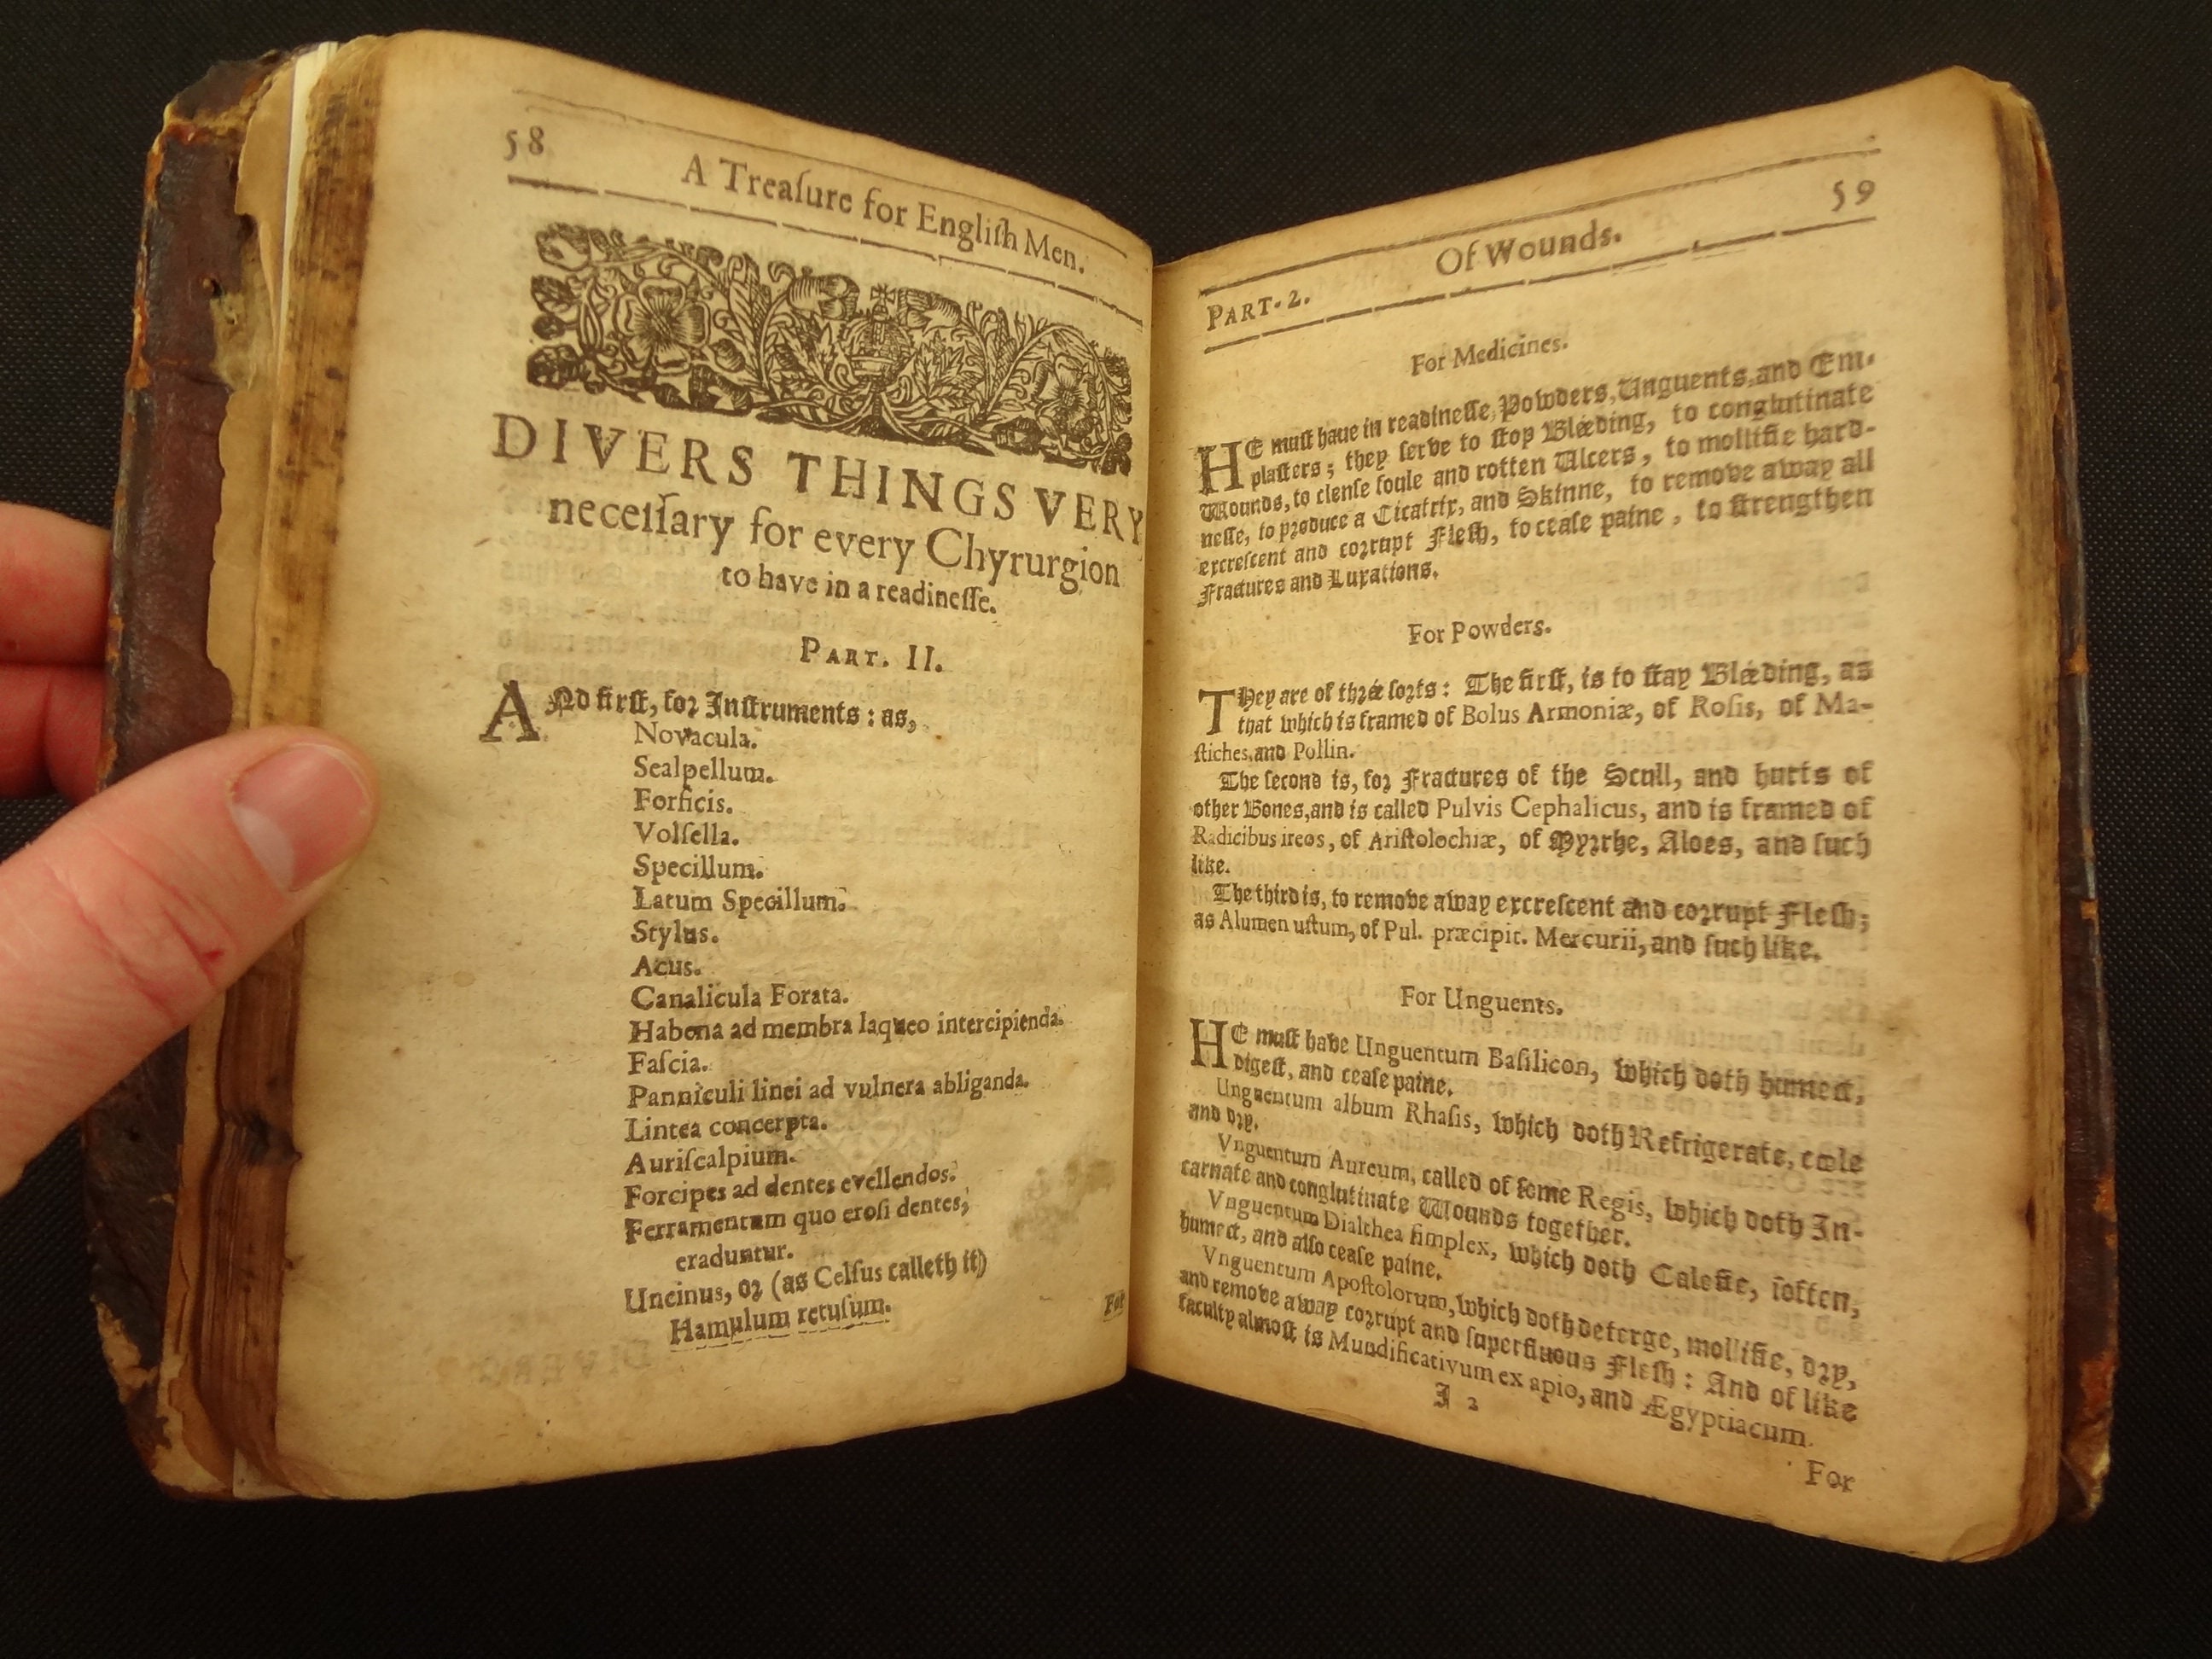 58
A Treaſure for Engliſh Men.
DIVERS THINGS VERY
neceſſary for every Chyrurgion
to have in a readineſſe.
PART. II.
ANd firſt, for Inſtruments : as,
Novacula.
Sealpellum.
Forficis.
Volſella.
Specillum.
Latum Specillum.
Stylus.
Acus.
Canalicula Forata.
Habena ad membra laqueo intercipienda.
Faſcia.
Panniculi linei ad vulnera abliganda.
Lintea concerpta.
Auriſcalpium.
Forcipes ad dentes evellendos.
Ferramentum quo eroſi dentes,
eraduntur.
Uncinus, or (as Celſus calleth it)
Hamulum retuſum.
For
59
Of Wounds.
PART. 2.
For Medicines.
HE muſt haue in readineſſe, Powders, Unguents, and Em-
plaſters ; they ſerve to ſtop Bléeding, to conglutinate
Wounds, to clenſe foule and rotten Ulcers, to mollifie hard-
neſſe, to produce a Cicatrix, and Skinne, to remove away all
excreſcent and corrupt Fleſh, to ceaſe paine, to ſtrengthen
Fractures and Luxations.
For Powders.
THey are of thrée ſorts : The firſt, is to ſtay Bléeding, as
that which is framed of Bolus Armoniæ, of Roſis, of Ma-
ſtiches, and Pollin.
The ſecond is, for Fractures of the Scull, and hurts of
other Bones, and is called Pulvis Cephalicus, and is framed of
Radicibus ireos, of Ariſtolochiæ, of Myrrhe, Aloes, and ſuch
like.
The third is, to remove away excreſcent and corrupt Fleſh;
as Alumen uſtum, of Pul. præcipit. Mercurii, and ſuch like.
For Unguents.
HE muſt have Unguentum Baſilicon, which doth humect,
digeſt, and ceaſe paine.
Unguentum album Rhaſis, which doth Refrigerate, coole
and dry.
Vnguentum Aureum, called of ſome Regis, which doth In-
carnate and conglutinate Wounds together.
Vnguentum Dialthea ſimplex, which doth Calefie, ſoften,
humect, and alſo ceaſe paine.
Vnguentum Apoſtolorum, which doth deterge, mollifie, dry,
and remove away corrupt and ſuperfluous Fleſh : And of like
faculty almoſt is Mundificativum ex apio, and Ægyptiacum.
I 2
For